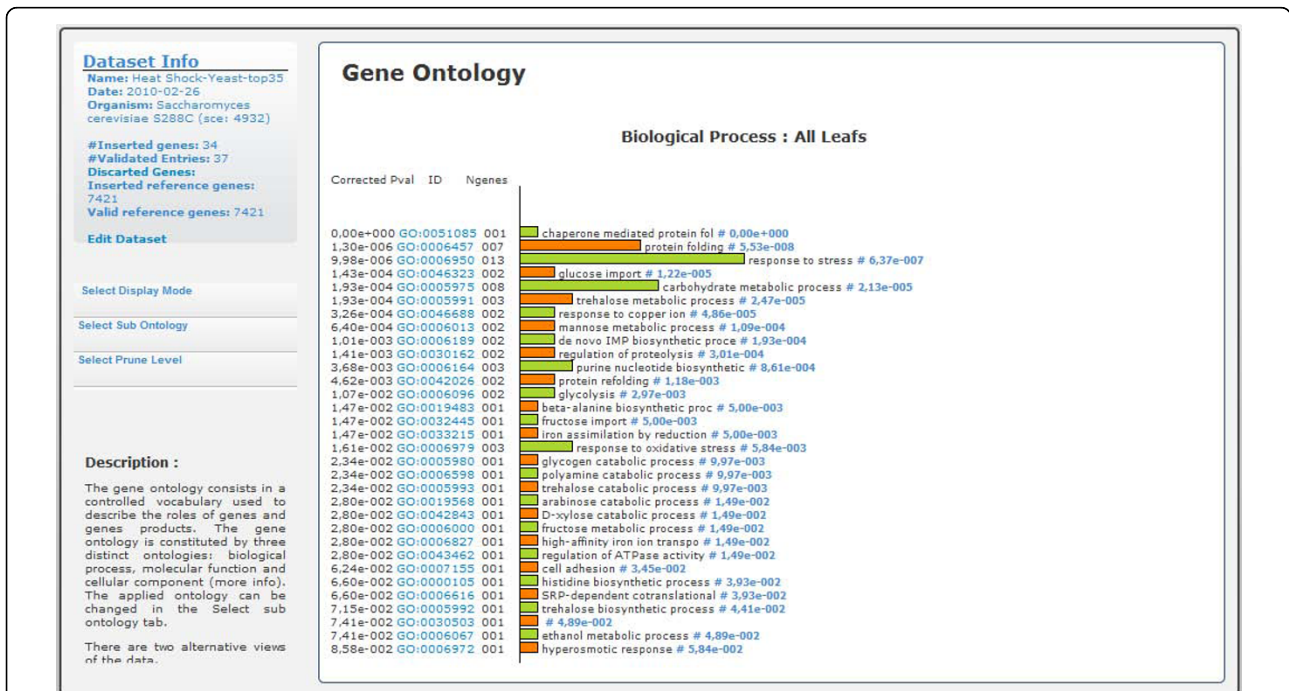 Dataset Info
Name: Heat Shock-Yeast-top35
Date: 2010-02-26
Organism: Saccharomyces
cerevisiae S288C (sce: 4932)
#Inserted genes: 34
#Validated Entries: 37
Discarted Genes:
Inserted reference genes:
7421
Valid reference genes: 7421
Edit Dataset
Select Display Mode
Select Sub Ontology
Select Prune Level
Description :
The gene ontology consists in a
controlled vocabulary used to
describe the roles of genes and
genes products. The gene
ontology is constituted by three
distinct ontologies: biological
process, molecular function and
cellular component (more info).
The applied ontology can be
changed in the Select sub
ontology tab.
There are two alternative views
of the data.
Gene Ontology
Biological Process : All Leafs
Corrected Pval ID Ngenes
0,00e+000 GO:0051085 001 chaperone mediated protein fol # 0,00e+000
1,30e-006 GO:0006457 007 protein folding # 5,53e-008
9,98e-006 GO:0006950 013 response to stress # 6,37e-007
1,43e-004 GO:0046323 002 glucose import # 1,22e-005
1,93e-004 GO:0005975 008 carbohydrate metabolic process # 2,13e-005
1,93e-004 GO:0005991 003 trehalose metabolic process # 2,47e-005
3,26e-004 GO:0046688 002 response to copper ion # 4,86e-005
6,40e-004 GO:0006013 002 mannose metabolic process # 1,09e-004
1,01e-003 GO:0006189 002 de novo IMP biosynthetic proce # 1,93e-004
1,41e-003 GO:0030162 002 regulation of proteolysis # 3,01e-004
3,68e-003 GO:0006164 003 purine nucleotide biosynthetic # 8,61e-004
4,62e-003 GO:0042026 002 protein refolding # 1,18e-003
1,07e-002 GO:0006096 002 glycolysis # 2,97e-003
1,47e-002 GO:0019483 001 beta-alanine biosynthetic proc # 5,00e-003
1,47e-002 GO:0032445 001 fructose import # 5,00e-003
1,47e-002 GO:0033215 001 iron assimilation by reduction # 5,00e-003
1,61e-002 GO:0006979 003 response to oxidative stress # 5,84e-003
2,34e-002 GO:0005980 001 glycogen catabolic process # 9,97e-003
2,34e-002 GO:0006598 001 polyamine catabolic process # 9,97e-003
2,34e-002 GO:0005993 001 trehalose catabolic process # 9,97e-003
2,80e-002 GO:0019568 001 arabinose catabolic process # 1,49e-002
2,80e-002 GO:0042843 001 D-xylose catabolic process # 1,49e-002
2,80e-002 GO:0006000 001 fructose metabolic process # 1,49e-002
2,80e-002 GO:0006827 001 high-affinity iron ion transpo # 1,49e-002
2,80e-002 GO:0043462 001 regulation of ATPase activity # 1,49e-002
6,24e-002 GO:0007155 001 cell adhesion # 3,45e-002
6,60e-002 GO:0000105 001 histidine biosynthetic process # 3,93e-002
6,60e-002 GO:0006616 001 SRP-dependent cotranslational # 3,93e-002
7,15e-002 GO:0005992 001 trehalose biosynthetic process # 4,41e-002
7,41e-002 GO:0030503 001 # 4,89e-002
7,41e-002 GO:0006067 001 ethanol metabolic process # 4,89e-002
8,58e-002 GO:0006972 001 hyperosmotic response # 5,84e-002